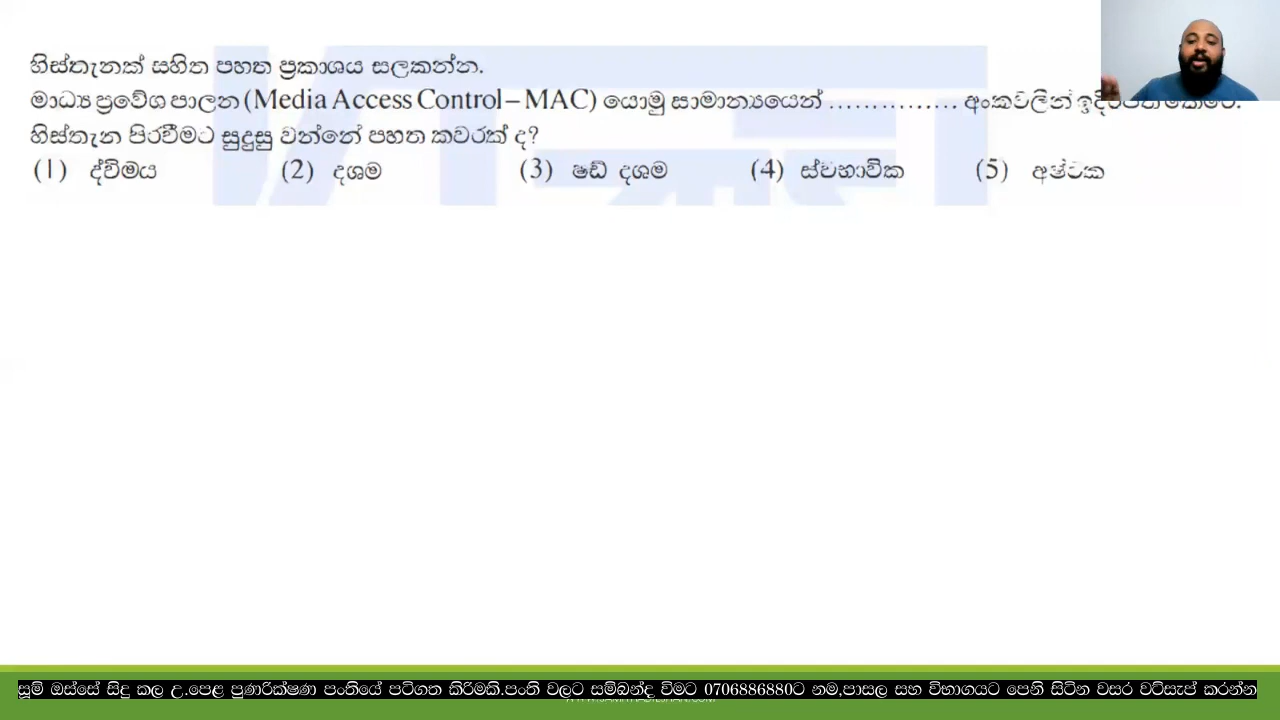 හිස්තැනක් සහිත පහත ප්‍රකාශය සලකන්න.
මාධ්‍ය ප්‍රවේශ පාලන (Media Access Control – MAC) යොමු සාමාන්‍යයෙන් ............... අංකවලින්
හිස්තැන පිරවීමට සුදුසු වන්නේ පහත කවරක් ද?
(1) ද්විමය (2) දශම (3) ෂඩ් දශම (4) ස්වභාවික (5) අෂ්ටක
සූම් ඔස්සේ සිදු කල උ.පෙළ පුණරීක්ෂණ පංතියේ පටිගත කිරීමකි.පංති වලට සම්බන්ද වීමට 0706886880ට නම,පාසල සහ විභාගයට පෙනී සිටින වසර වට්සැප් කරන්න